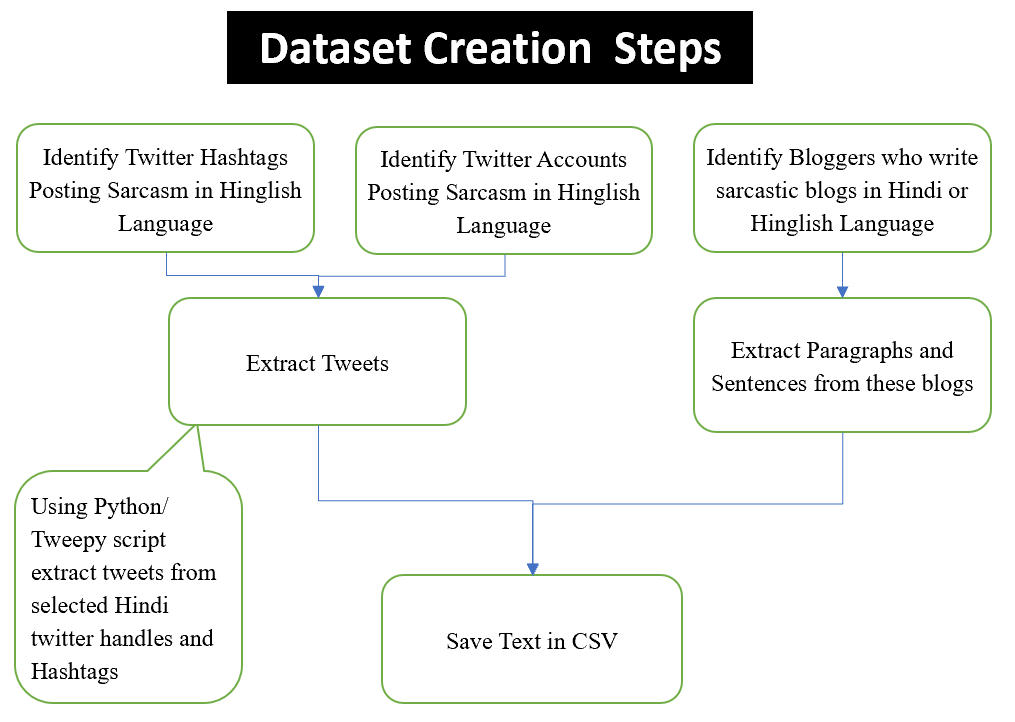 Dataset Creation  Steps
Identify Twitter Hashtags
Posting Sarcasm in Hinglish
Language
Identify Twitter Accounts
Posting Sarcasm in Hinglish
Language
Identify Bloggers who write
sarcastic blogs in Hindi or
Hinglish Language
Extract Tweets
Extract Paragraphs and
Sentences from these blogs
Using Python/
Tweepy script
extract tweets from
selected Hindi
twitter handles and
Hashtags
Save Text in CSV